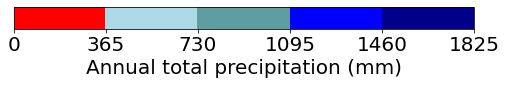 0 365 730 1095 1460 1825
Annual total precipitation (mm)